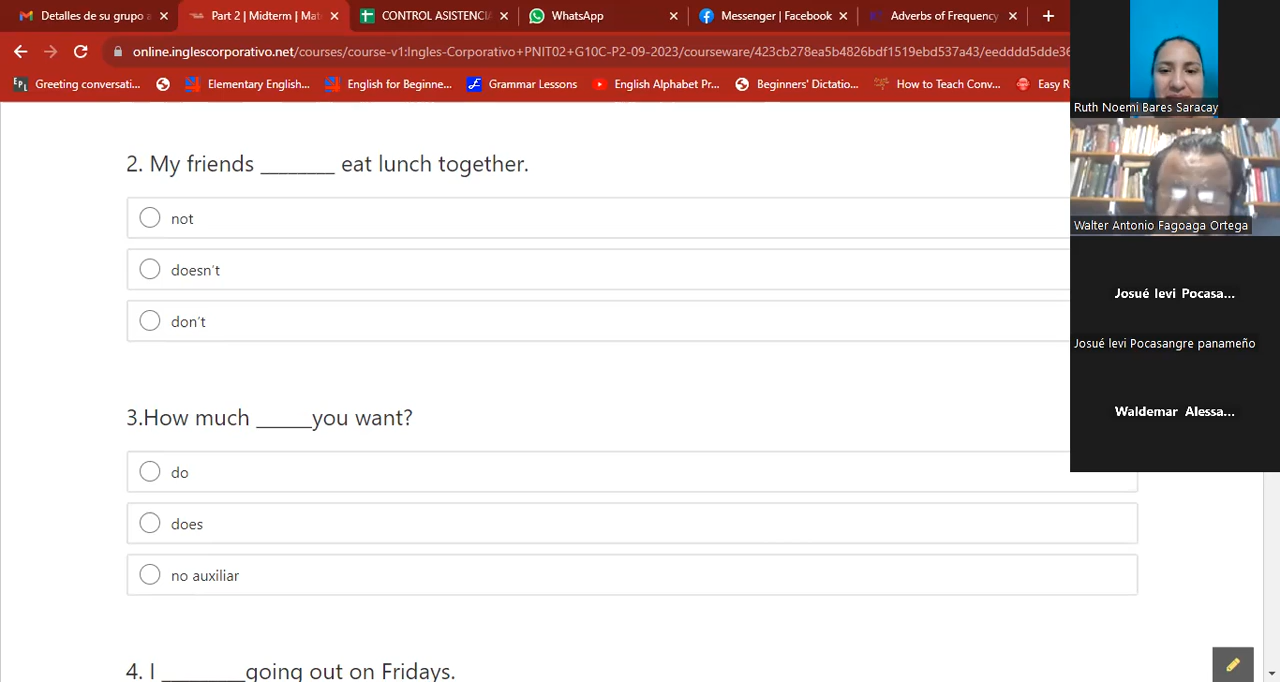 Detalles de su grupo a
Part 2 | Midterm | Mat
CONTROL ASISTENCIA
WhatsApp
Messenger | Facebook
Adverbs of Frequency
online.inglescorporativo.net/courses/course-v1:Ingles-Corporativo+PNIT02+G10C-P2-09-2023/courseware/423cb278ea5b4826bdf1519ebd537a43/eedddd5dde36
Greeting conversati...
Elementary English...
English for Beginne...
Grammar Lessons
English Alphabet Pr...
Beginners' Dictatio...
How to Teach Conv...
Easy R
Ruth Noemi Bares Saracay
Walter Antonio Fagoaga Ortega
Josué levi Pocasa...
Josué levi Pocasangre panameño
Waldemar Alessa...
2. My friends ________ eat lunch together.
not
doesn't
don't
3.How much ______you want?
do
does
no auxiliar
4. I _________going out on Fridays.